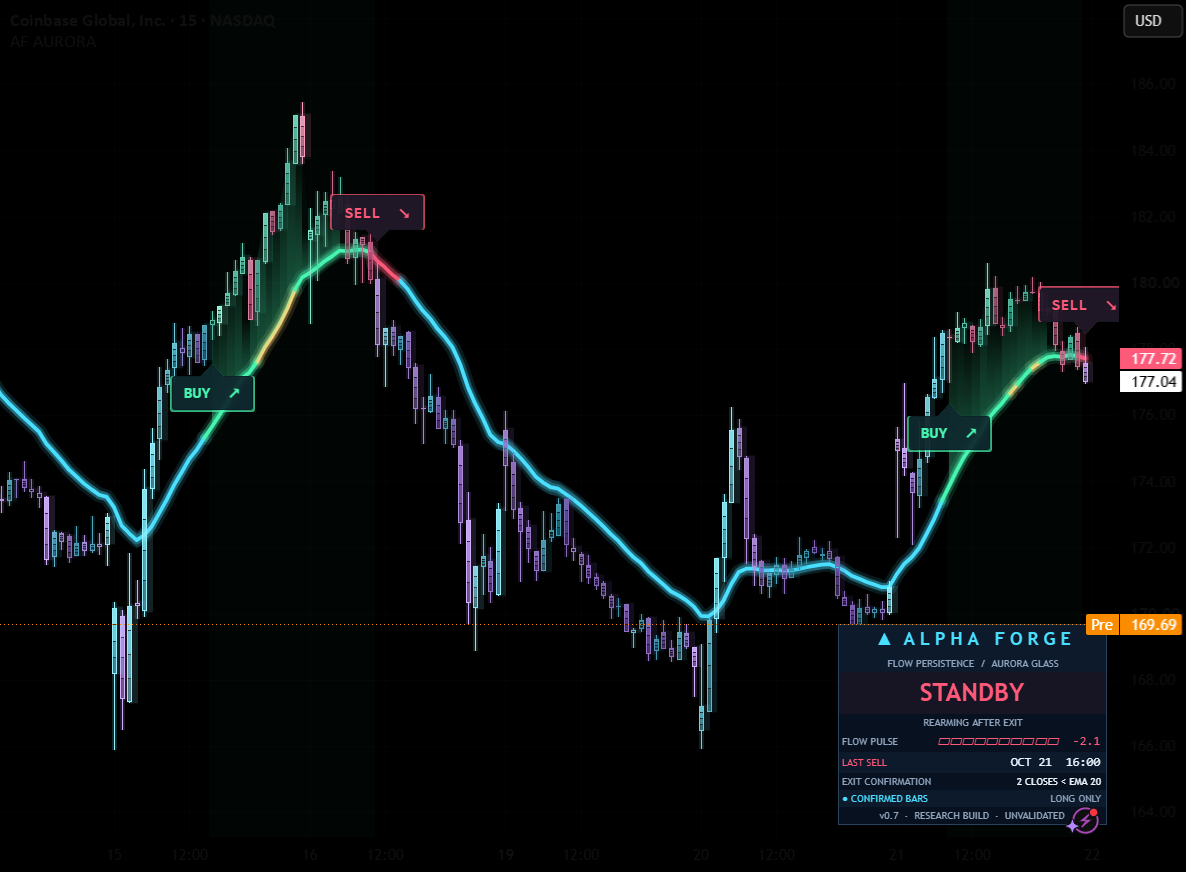 Coinbase Global, Inc. · 15 · NASDAQ
AF AURORA
USD
186.00
184.00
SELL ↘
182.00
180.00
SELL ↘
177.72
177.04
BUY ↗
176.00
BUY ↗
174.00
172.00
Pre 169.69
▲ ALPHA FORGE
FLOW PERSISTENCE / AURORA GLASS
168.00
STANDBY
REARMING AFTER EXIT
FLOW PULSE -2.1
166.00
LAST SELL OCT 21 16:00
EXIT CONFIRMATION 2 CLOSES < EMA 20
● CONFIRMED BARS LONG ONLY
164.00
v0.7 - RESEARCH BUILD - UNVALIDATED
15 12:00 16 12:00 19 12:00 20 12:00 21 12:00 22